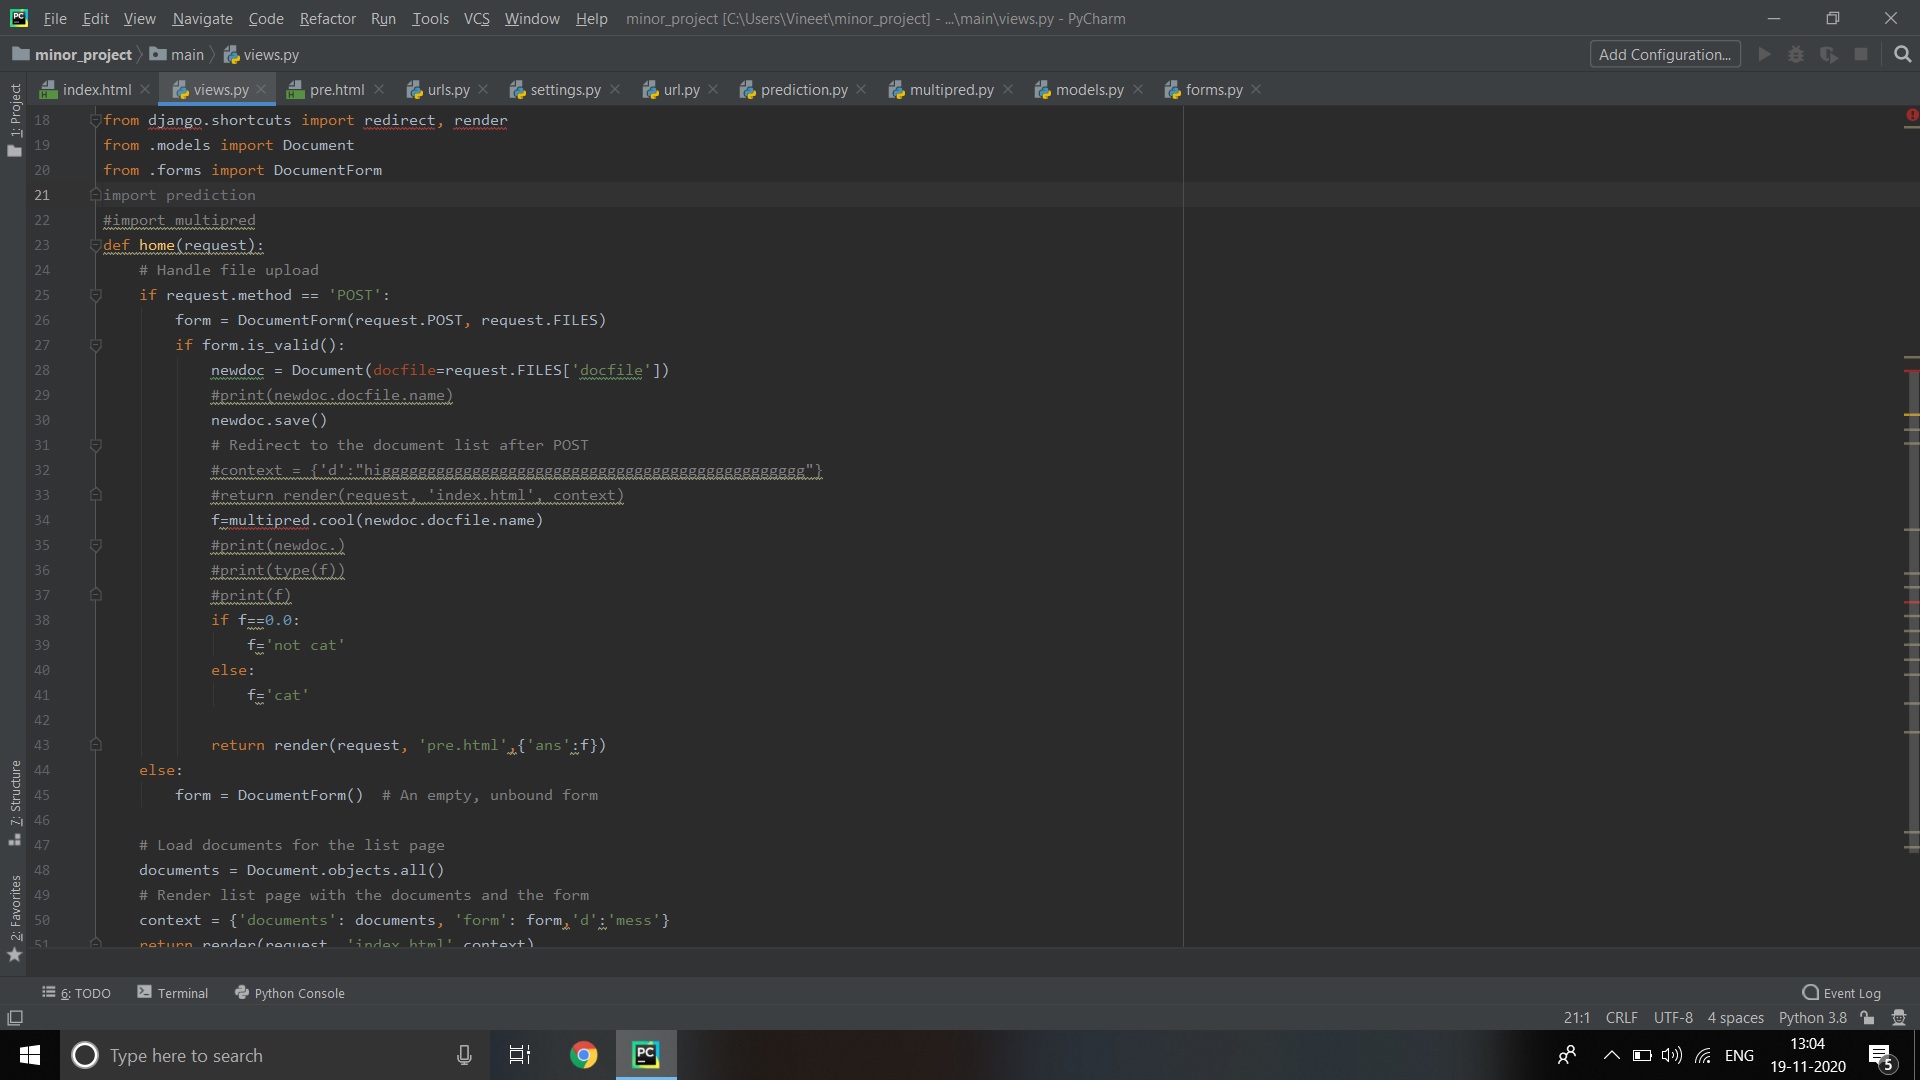 File Edit View Navigate Code Refactor Run Tools VCS Window Help minor_project [C:\Users\Vineet\minor_project] - ...\main\views.py - PyCharm
minor_project main views.py Add Configuration...
index.html views.py pre.html urls.py settings.py url.py prediction.py multipred.py models.py forms.py
1: Project
18 from django.shortcuts import redirect, render
19 from .models import Document
20 from .forms import DocumentForm
21 import prediction
22 #import multipred
23 def home(request):
24 # Handle file upload
25 if request.method == 'POST':
26 form = DocumentForm(request.POST, request.FILES)
27 if form.is_valid():
28 newdoc = Document(docfile=request.FILES['docfile'])
29 #print(newdoc.docfile.name)
30 newdoc.save()
31 # Redirect to the document list after POST
32 #context = {'d':"higggggggggggggggggggggggggggggggggggggggggggggggg"}
33 #return render(request, 'index.html', context)
34 f=multipred.cool(newdoc.docfile.name)
35 #print(newdoc.)
36 #print(type(f))
37 #print(f)
38 if f==0.0:
39 f='not cat'
40 else:
41 f='cat'
42
43 return render(request, 'pre.html',{'ans':f})
44 else:
45 form = DocumentForm() # An empty, unbound form
46
47 # Load documents for the list page
48 documents = Document.objects.all()
49 # Render list page with the documents and the form
50 context = {'documents': documents, 'form': form,'d':'mess'}
51 return render(request, 'index.html',context)
7: Structure
2: Favorites
6: TODO Terminal Python Console Event Log
21:1 CRLF UTF-8 4 spaces Python 3.8
Type here to search
PC
ENG
13:04
19-11-2020
5